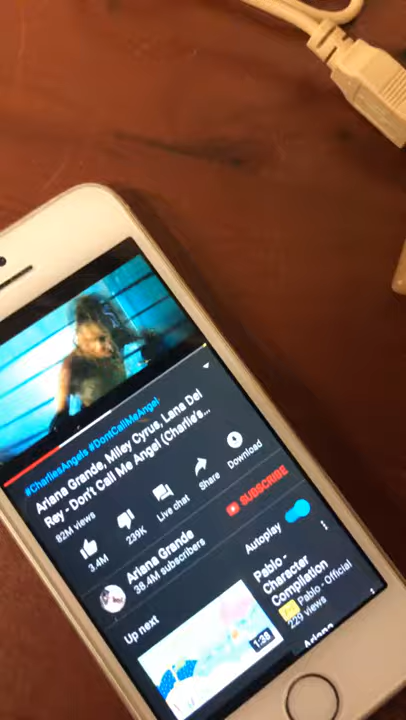 #CharliesAngels #DontCallMeAngel
Ariana Grande, Miley Cyrus, Lana Del
Rey - Don't Call Me Angel (Charlie's...
82M views
3.4M
239K
Live chat
Share
Download
Ariana Grande
38.4M subscribers
SUBSCRIBE
Up next
Autoplay
1:38
Pablo -
Character
Compilation
Pablo - Official
229 views
Ariana